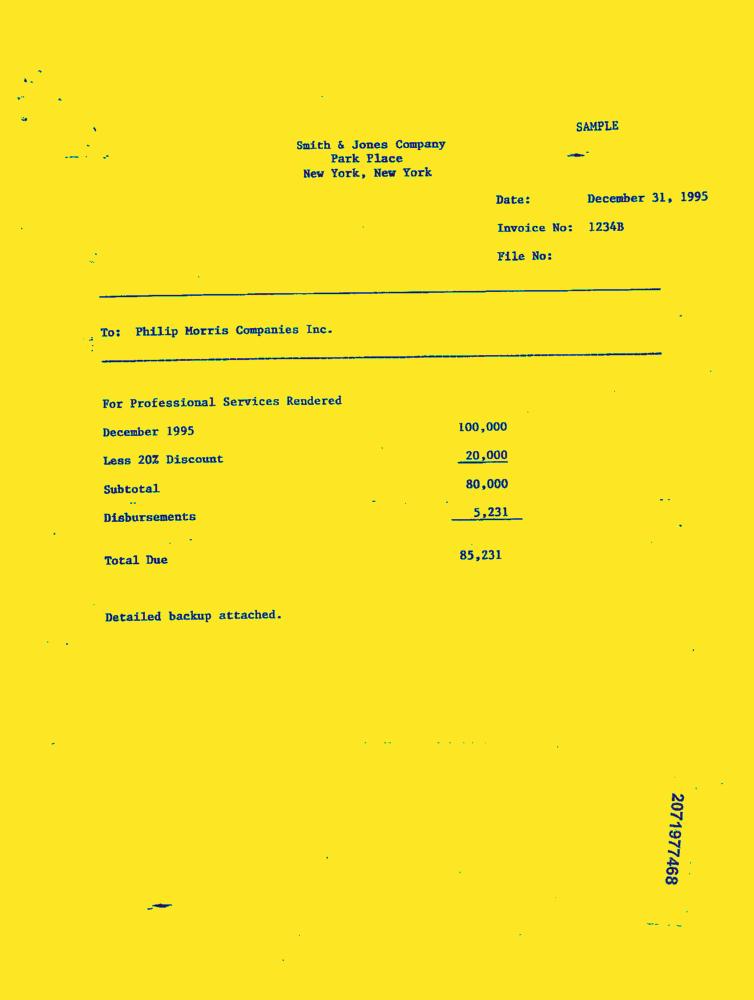 SAMPLE
Smith & Jones Company
Park Place
New York, New York
Date: December 31, 1995
Invoice No: 1234B
File No:
To: Philip Morris Companies Inc.
For Professional Services Rendered
December 1995 100,000
Less 20% Discount 20,000
Subtotal 80,000
Disbursements 5,231
Total Due 85,231
Detailed backup attached.
2071977468